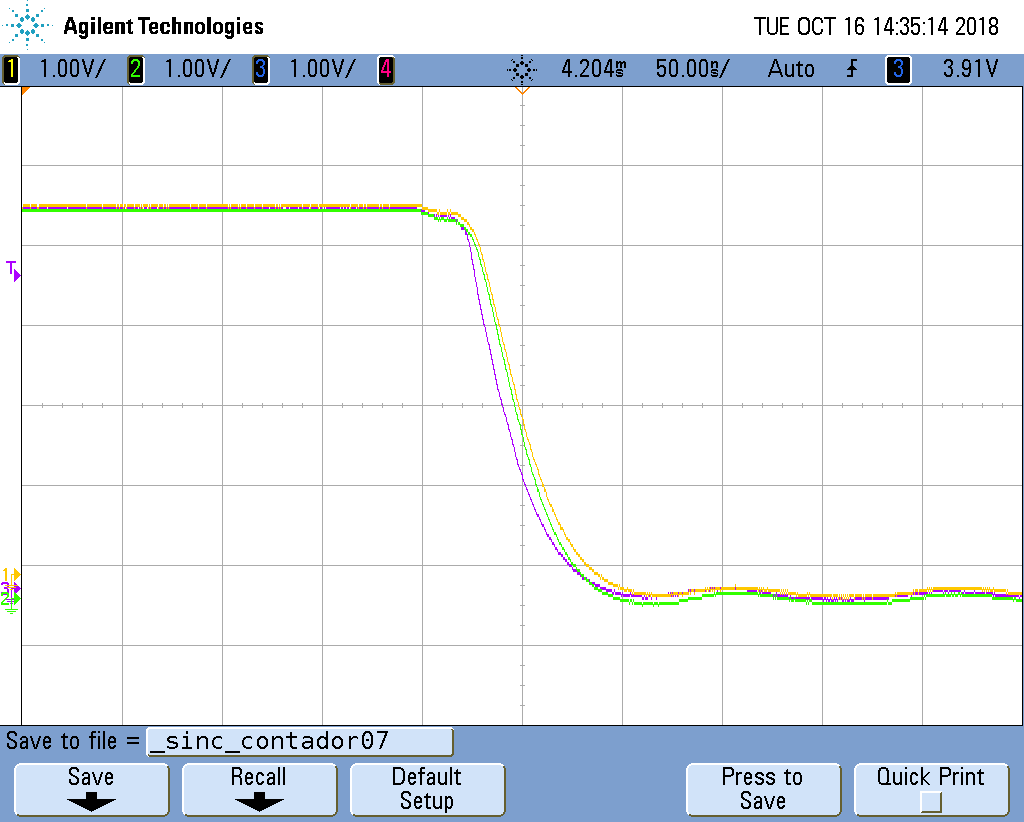 Agilent Technologies
TUE OCT 16 14:35:14 2018
1 1.00V/ 2 1.00V/ 3 1.00V/ 4 4.204ms 50.00ns/ Auto 3 3.91V
T
1
3
2
Save to file = _sinc_contador07
Save
Recall
Default
Setup
Press to
Save
Quick Print